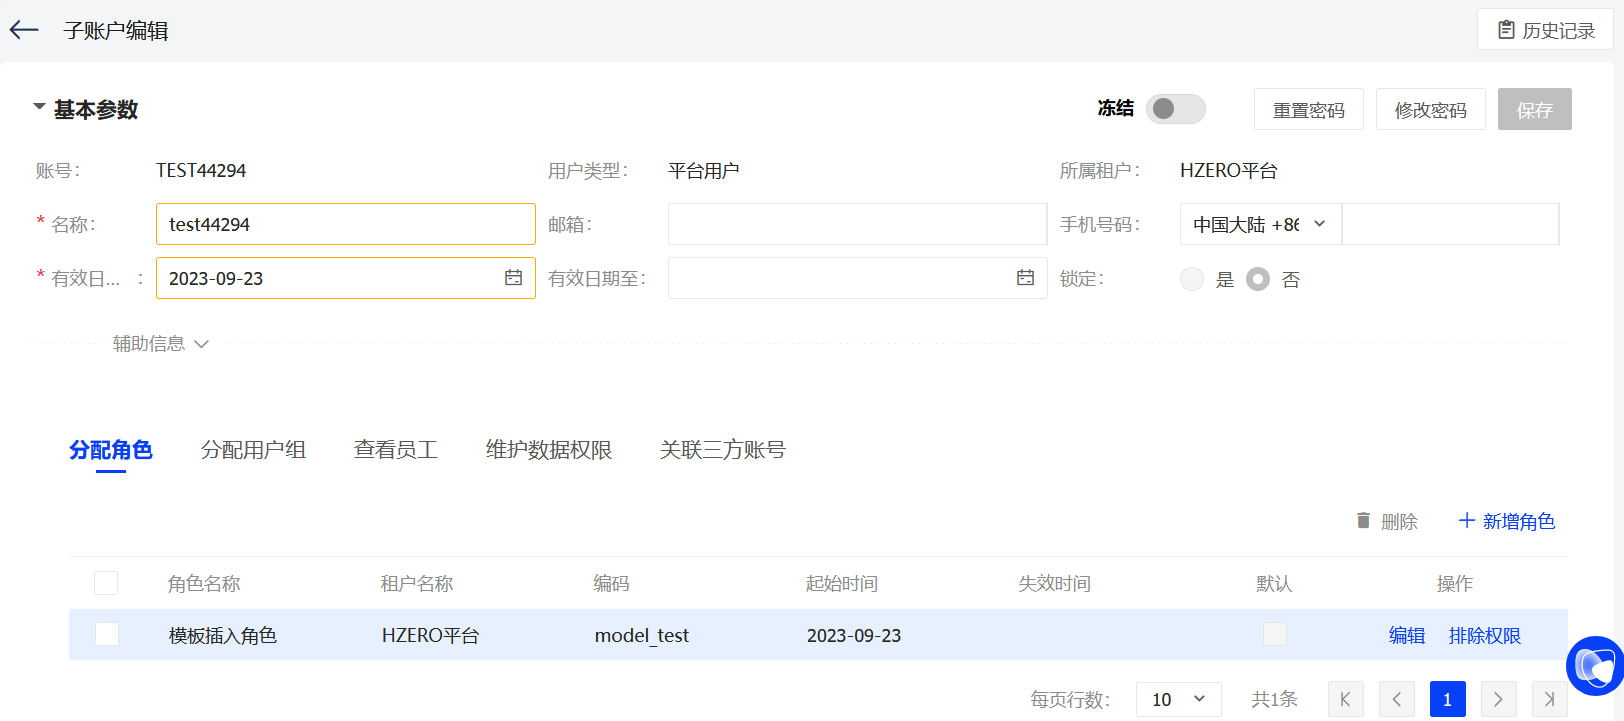 子账户编辑
历史记录
基本参数
冻结
重置密码
修改密码
保存
账号: TEST44294 用户类型: 平台用户 所属租户: HZERO平台
* 名称: test44294 邮箱: 手机号码: 中国大陆 +86
* 有效日... : 2023-09-23 有效日期至: 锁定: 是 否
辅助信息
分配角色 分配用户组 查看员工 维护数据权限 关联三方账号
删除 新增角色
角色名称 租户名称 编码 起始时间 失效时间 默认 操作
模板插入角色 HZERO平台 model_test 2023-09-23 编辑 排除权限
每页行数: 10 共1条 1